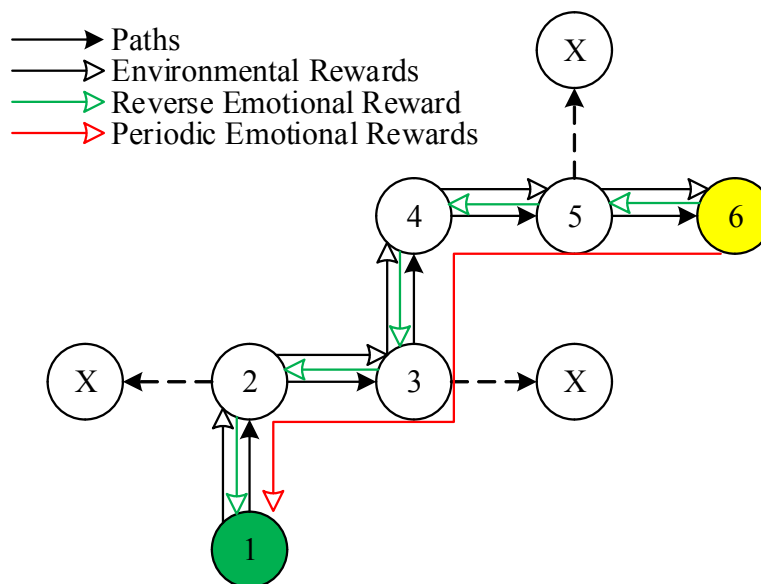 Paths
Environmental Rewards
Reverse Emotional Reward
Periodic Emotional Rewards
X
4
5
6
X
2
3
X
1